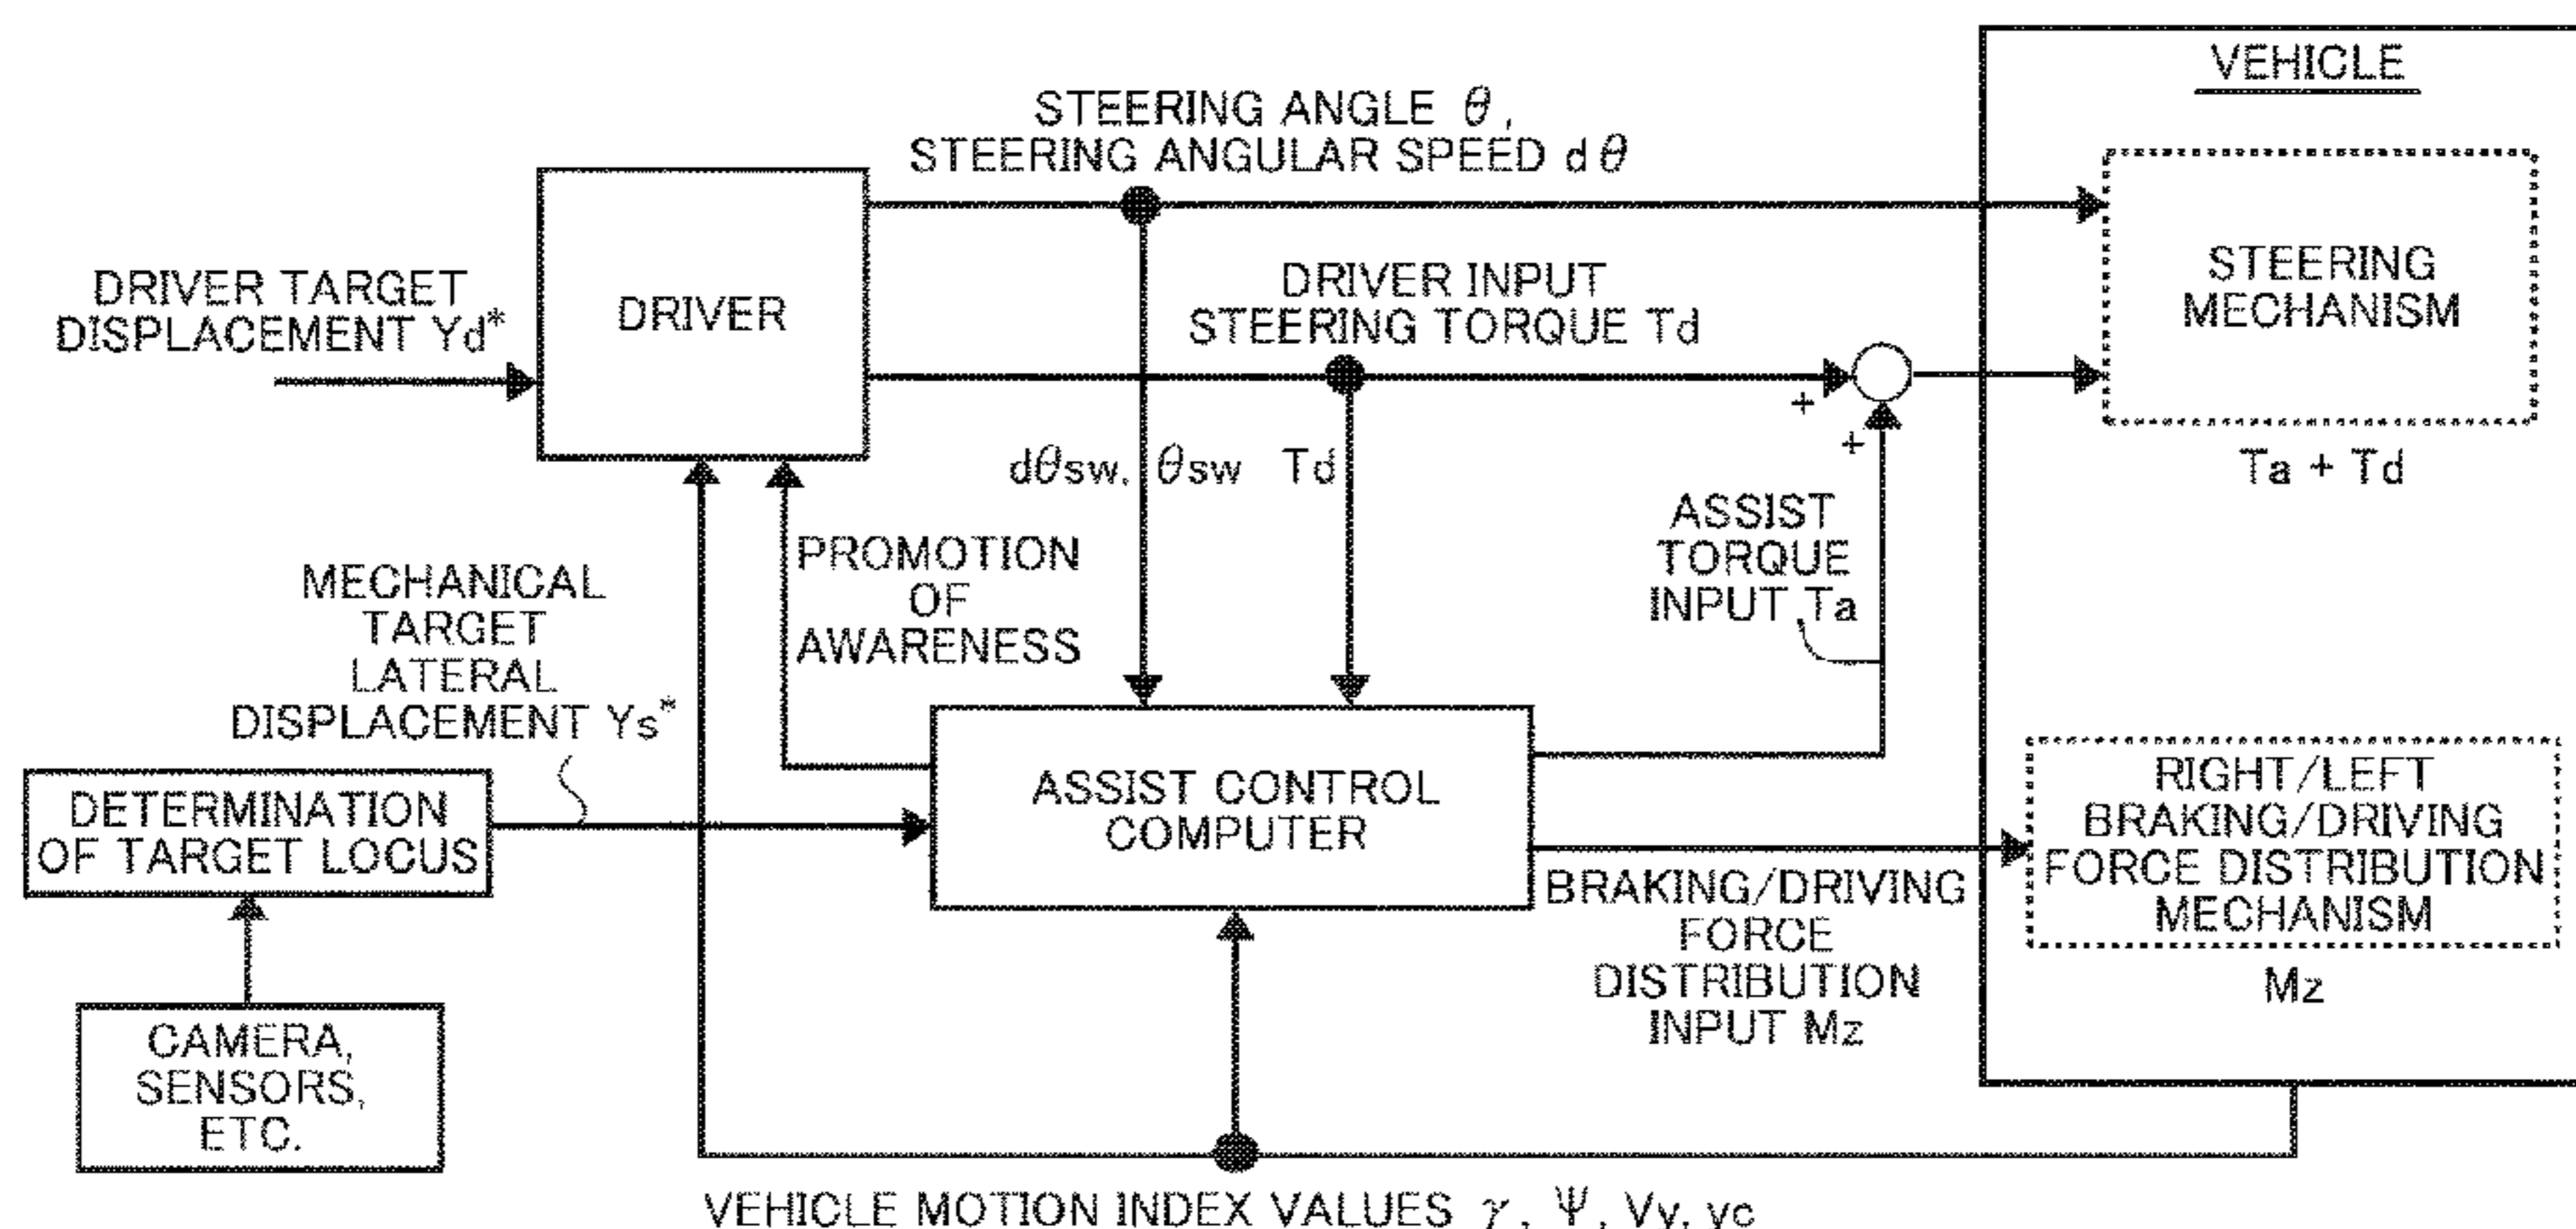 VEHICLE
STEERING ANGLE θ,
STEERING ANGULAR SPEED dθ
DRIVER TARGET
DISPLACEMENT Yd*
DRIVER
DRIVER INPUT
STEERING TORQUE Td
STEERING
MECHANISM
+
+
Ta + Td
dθsw, θsw Td
ASSIST
TORQUE
INPUT Ta
PROMOTION
OF
AWARENESS
MECHANICAL
TARGET
LATERAL
DISPLACEMENT Ys*
DETERMINATION
OF TARGET LOCUS
ASSIST CONTROL
COMPUTER
RIGHT/LEFT
BRAKING/DRIVING
FORCE DISTRIBUTION
MECHANISM
Mz
BRAKING/DRIVING
FORCE
DISTRIBUTION
INPUT Mz
CAMERA,
SENSORS,
ETC.
VEHICLE MOTION INDEX VALUES γ, Ψ, Vy, yc